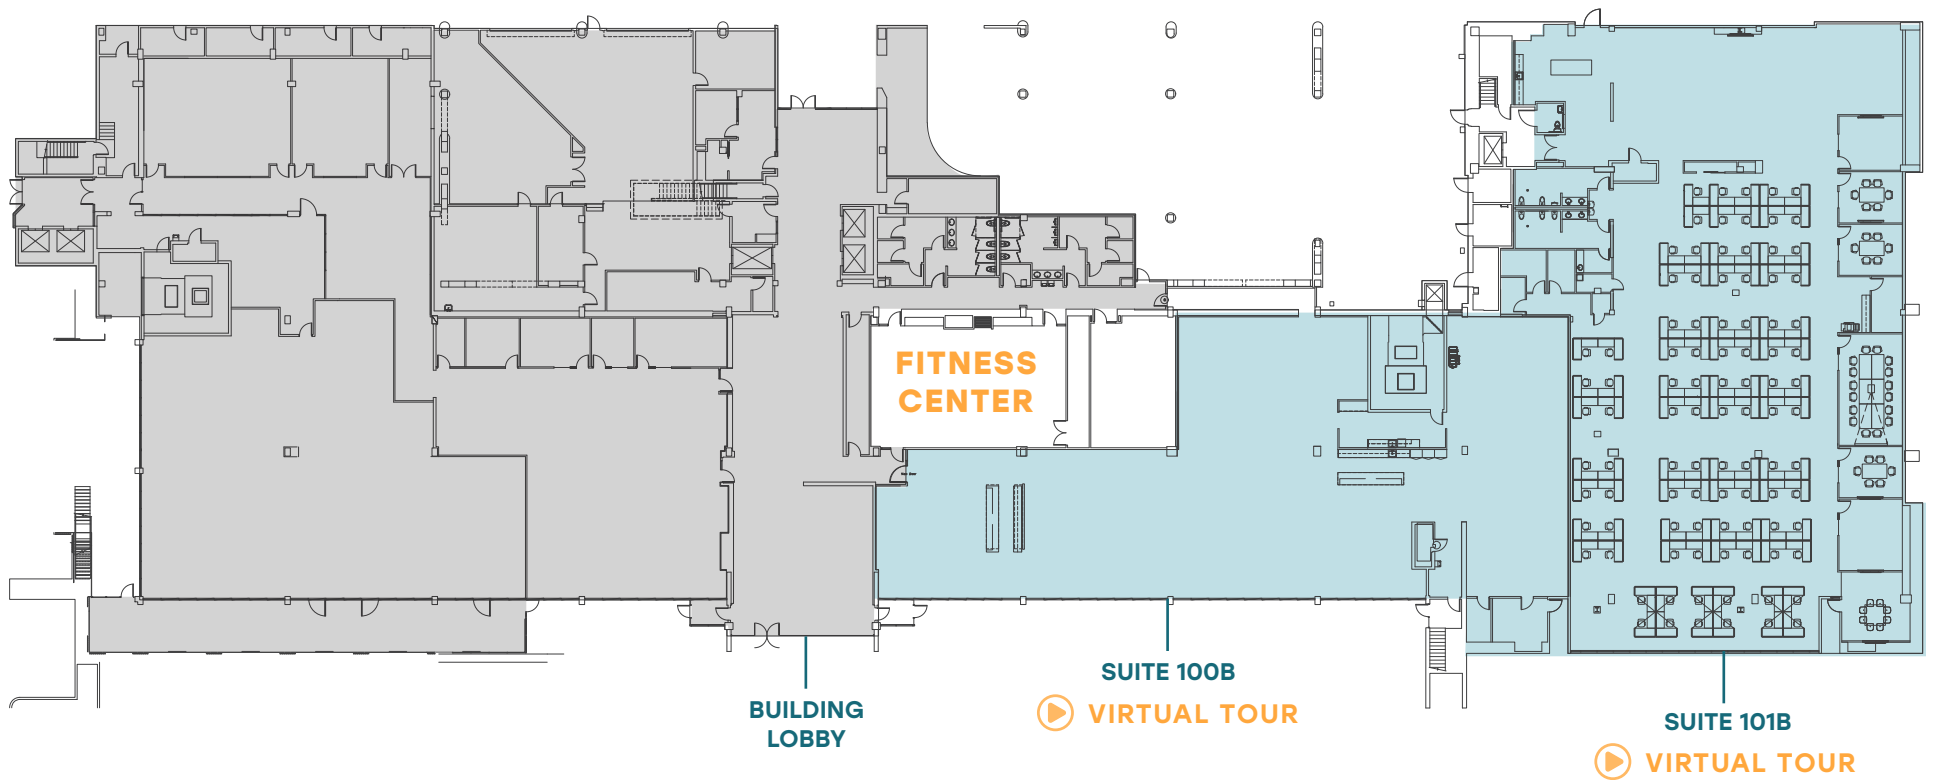 FITNESS
CENTER
SUITE 100B
VIRTUAL TOUR
BUILDING
LOBBY
SUITE 101B
VIRTUAL TOUR